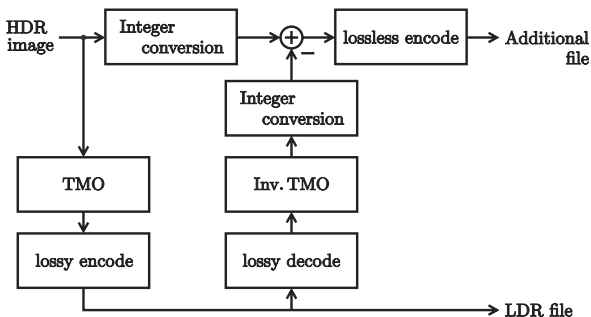 HDR
image
Integer
conversion
lossless encode
Additional
file
Integer
conversion
TMO
Inv. TMO
lossy encode
lossy decode
LDR file